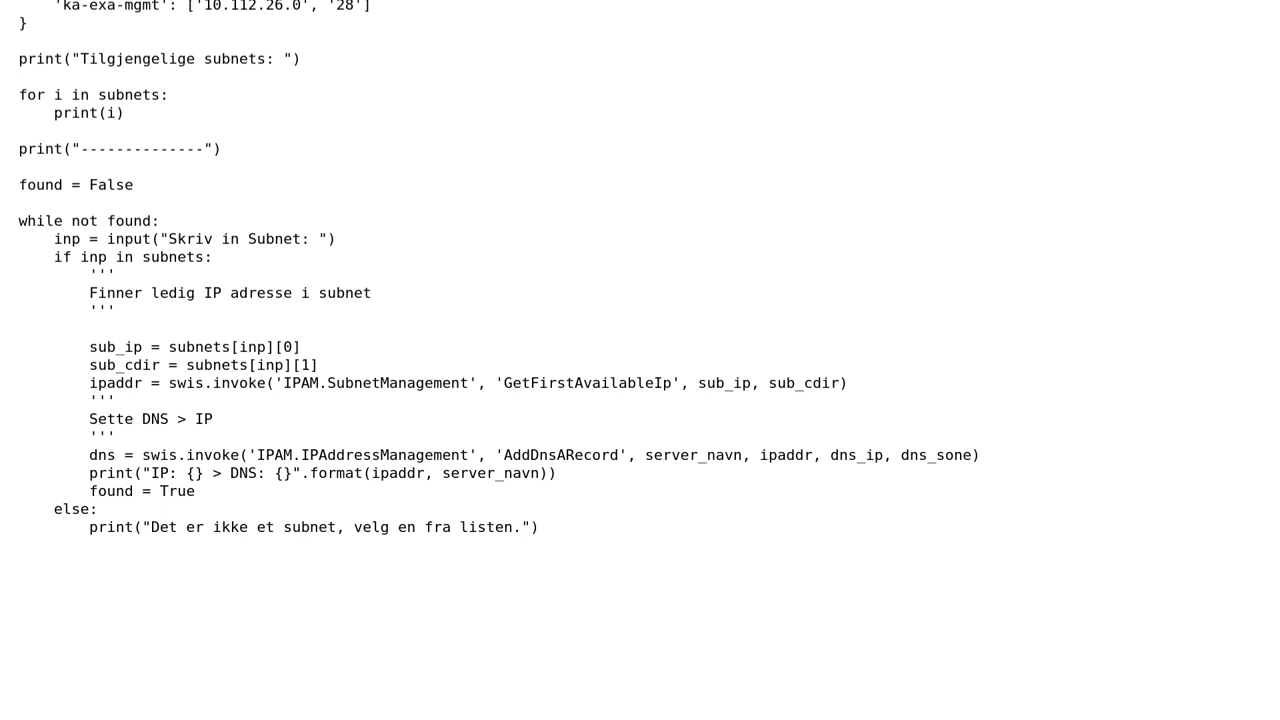 'ka-exa-mgmt': ['10.112.26.0', '28']
}
print("Tilgjengelige subnets: ")
for i in subnets:
    print(i)
print("--------------")
found = False
while not found:
    inp = input("Skriv in Subnet: ")
    if inp in subnets:
        '''
        Finner ledig IP adresse i subnet
        '''
        sub_ip = subnets[inp][0]
        sub_cdir = subnets[inp][1]
        ipaddr = swis.invoke('IPAM.SubnetManagement', 'GetFirstAvailableIp', sub_ip, sub_cdir)
        '''
        Sette DNS > IP
        '''
        dns = swis.invoke('IPAM.IPAddressManagement', 'AddDnsARecord', server_navn, ipaddr, dns_ip, dns_sone)
        print("IP: {} > DNS: {}".format(ipaddr, server_navn))
        found = True
    else:
        print("Det er ikke et subnet, velg en fra listen.")